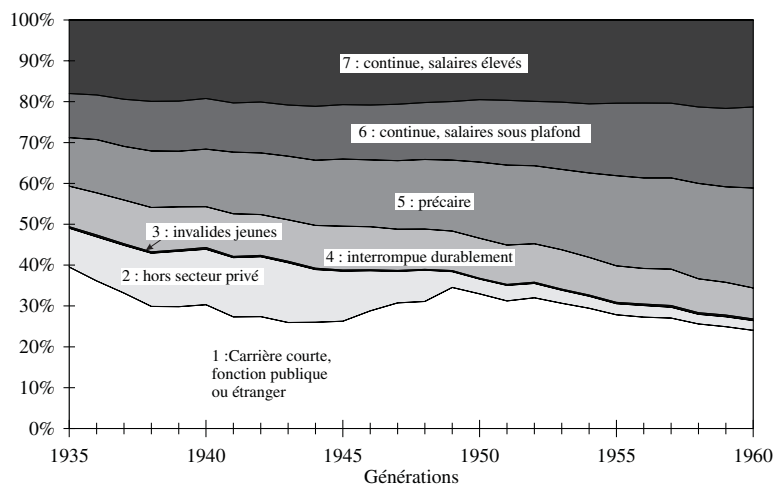 100%
90%
80%
70%
60%
50%
40%
30%
20%
10%
0%
7 : continue, salaires élevés
6 : continue, salaires sous plafond
5 : précaire
3 : invalides jeunes
4 : interrompue durablement
2 : hors secteur privé
1 :Carrière courte,
fonction publique
ou étranger
1935 1940 1945 1950 1955 1960
Générations